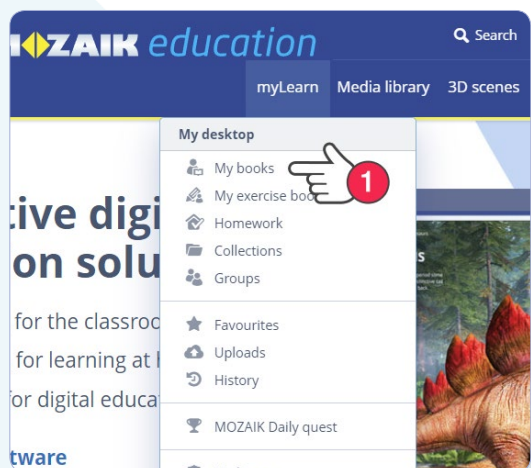 MOZAIK education
Search
myLearn Media library 3D scenes
My desktop
My books
1
My exercise boo
Homework
Collections
Groups
Favourites
Uploads
History
MOZAIK Daily quest
tive digi
on solu
for the classroo
for learning at h
for digital educa
tware
s